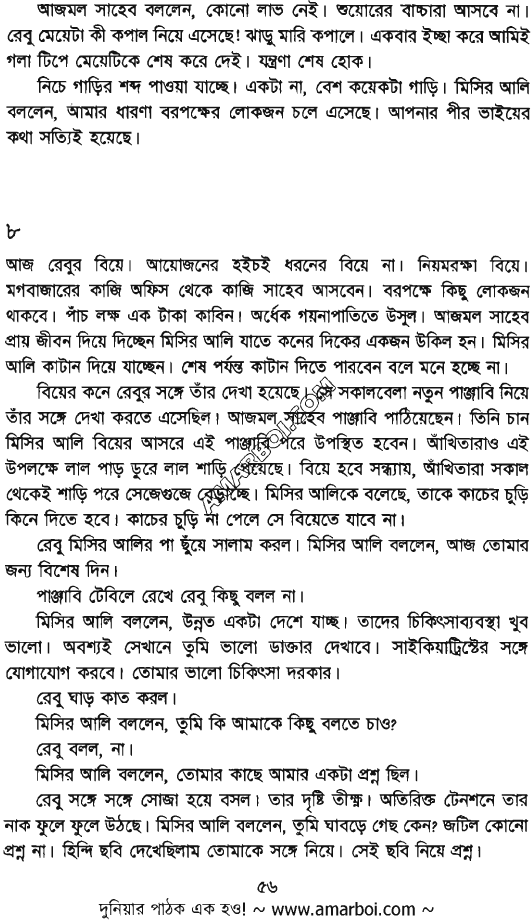 আজমল সাহেব বললেন, কোনো লাভ নেই। শুয়োরের বাচ্চারা আসবে না।
রেবু মেয়েটা কী কপাল নিয়ে এসেছে! ঝাড়ু মারি কপালে। একবার ইচ্ছা করে আমিই
গলা টিপে মেয়েটিকে শেষ করে দেই। যন্ত্রণা শেষ হোক।
নিচে গাড়ির শব্দ পাওয়া যাচ্ছে। একটা না, বেশ কয়েকটা গাড়ি। মিসির আলি
বললেন, আমার ধারণা বরপক্ষের লোকজন চলে এসেছে। আপনার পীর ভাইয়ের
কথা সত্যিই হয়েছে।
৮
আজ রেবুর বিয়ে। আয়োজনের হইচই ধরনের বিয়ে না। নিয়মরক্ষা বিয়ে।
মগবাজারের কাজি অফিস থেকে কাজি সাহেব আসবেন। বরপক্ষে কিছু লোকজন
থাকবে। পাঁচ লক্ষ এক টাকা কাবিন। অর্ধেক গয়নাপাতিতে উসুল। আজমল সাহেব
প্রায় জীবন দিয়ে দিচ্ছেন মিসির আলি যাতে কনের দিকের একজন উকিল হন। মিসির
আলি কাটান দিয়ে যাচ্ছেন। শেষ পর্যন্ত কাটান দিতে পারবেন বলে মনে হচ্ছে না।
বিয়ের কনে রেবুর সঙ্গে তাঁর দেখা হয়েছে। সে সকালবেলা নতুন পাঞ্জাবি নিয়ে
তাঁর সঙ্গে দেখা করতে এসেছিল। আজমল সাহেব পাঞ্জাবি পাঠিয়েছেন। তিনি চান
মিসির আলি বিয়ের আসরে এই পাঞ্জাবি পরে উপস্থিত হবেন। আঁখিতারাও এই
উপলক্ষে লাল পাড় ডুরে লাল শাড়ি পেয়েছে। বিয়ে হবে সন্ধ্যায়, আঁখিতারা সকাল
থেকেই শাড়ি পরে সেজেগুজে বেড়াচ্ছে। মিসির আলিকে বলেছে, তাকে কাচের চুড়ি
কিনে দিতে হবে। কাচের চুড়ি না পেলে সে বিয়েতে যাবে না।
রেবু মিসির আলির পা ছুঁয়ে সালাম করল। মিসির আলি বললেন, আজ তোমার
জন্য বিশেষ দিন।
পাঞ্জাবি টেবিলে রেখে রেবু কিছু বলল না।
মিসির আলি বললেন, উন্নত একটা দেশে যাচ্ছ। তাদের চিকিৎসাব্যবস্থা খুব
ভালো। অবশ্যই সেখানে তুমি ভালো ডাক্তার দেখাবে। সাইকিয়াট্রিস্টের সঙ্গে
যোগাযোগ করবে। তোমার ভালো চিকিৎসা দরকার।
রেবু ঘাড় কাত করল।
মিসির আলি বললেন, তুমি কি আমাকে কিছু বলতে চাও?
রেবু বলল, না।
মিসির আলি বললেন, তোমার কাছে আমার একটা প্রশ্ন ছিল।
রেবু সঙ্গে সঙ্গে সোজা হয়ে বসল। তার দৃষ্টি তীক্ষ্ণ। অতিরিক্ত টেনশনে তার
নাক ফুলে ফুলে উঠছে। মিসির আলি বললেন, তুমি ঘাবড়ে গেছ কেন? জটিল কোনো
প্রশ্ন না। হিন্দি ছবি দেখেছিলাম তোমাকে সঙ্গে নিয়ে। সেই ছবি নিয়ে প্রশ্ন।
AMARBOI.COM
৫৬
দুনিয়ার পাঠক এক হও! ~ www.amarboi.com ~